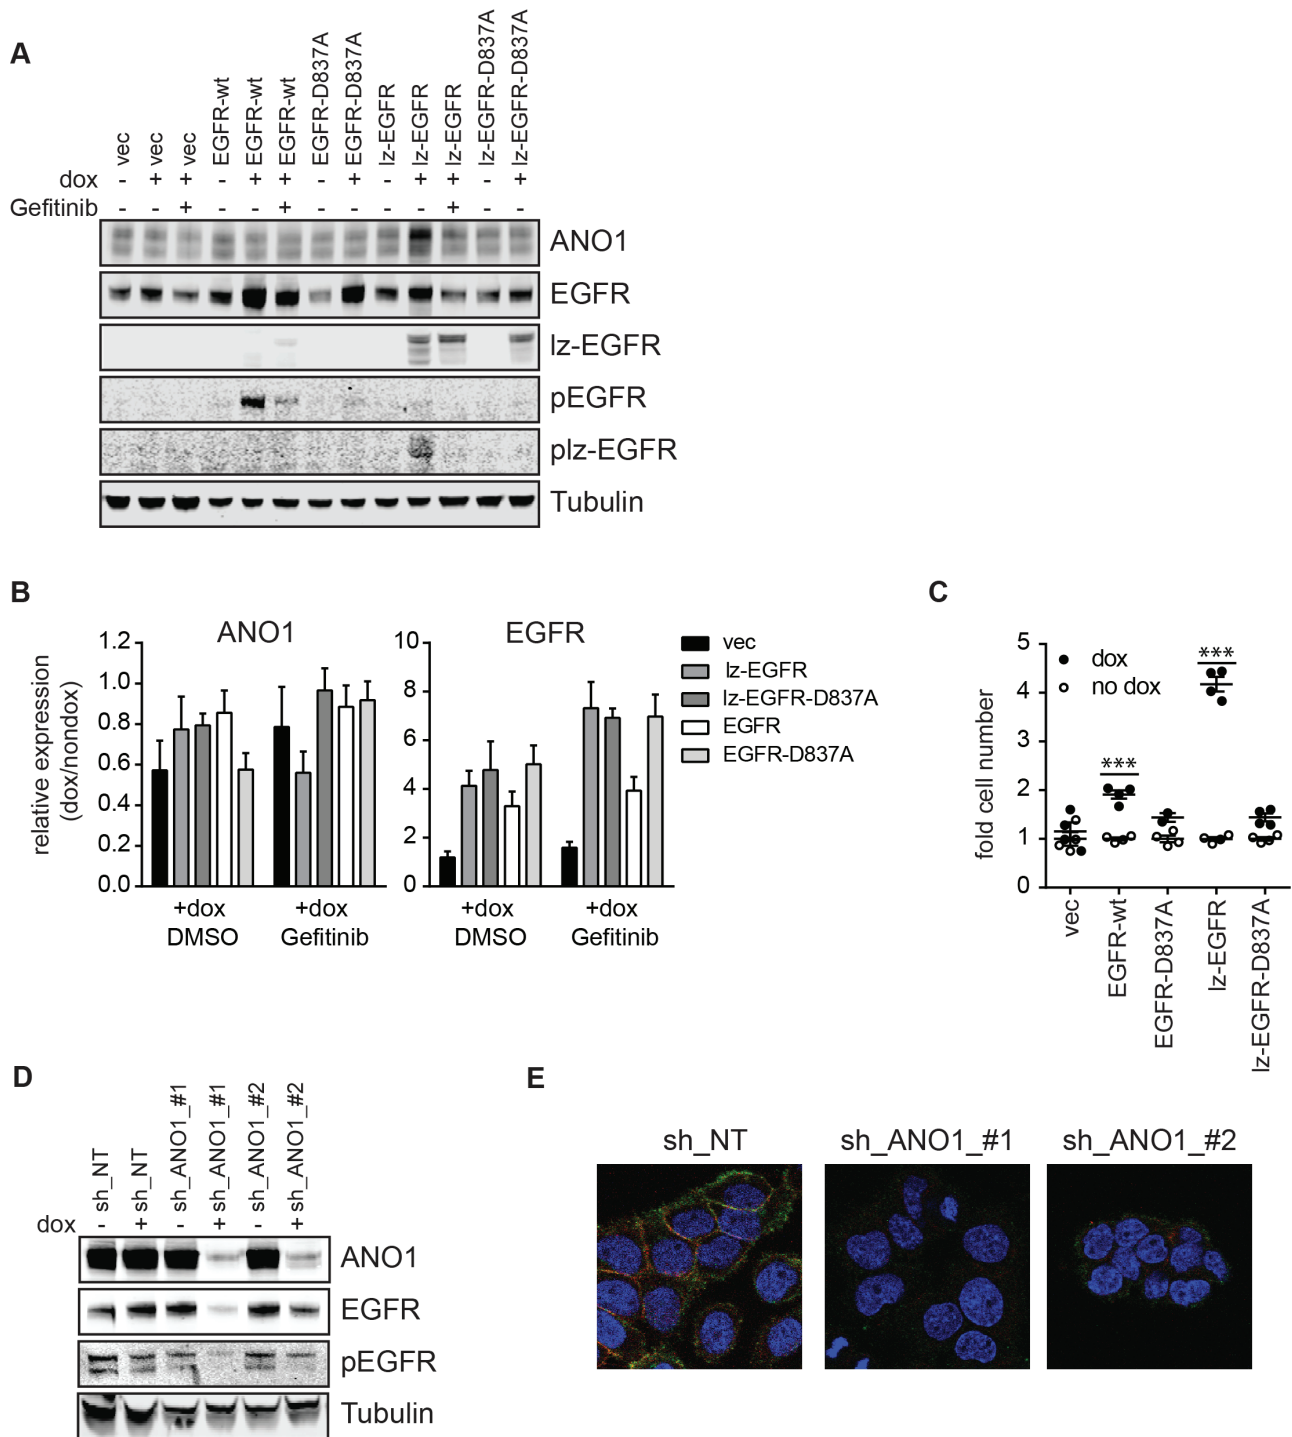 A
vec
vec
vec
EGFR-wt
EGFR-wt
EGFR-wt
EGFR-D837A
EGFR-D837A
lz-EGFR
lz-EGFR
lz-EGFR
lz-EGFR-D837A
lz-EGFR-D837A
dox - + + - + + - + - + + - +
Gefitinib - - + - - + - - - - + - -
ANO1
EGFR
lz-EGFR
pEGFR
plz-EGFR
Tubulin
B
ANO1
relative expression
(dox/nondox)
1.2
1.0
0.8
0.6
0.4
0.2
0.0
+dox
DMSO
+dox
Gefitinib
EGFR
10
8
6
4
2
0
+dox
DMSO
+dox
Gefitinib
vec
lz-EGFR
lz-EGFR-D837A
EGFR
EGFR-D837A
C
fold cell number
5
4
3
2
1
0
dox
no dox
***
***
vec
EGFR-wt
EGFR-D837A
lz-EGFR
lz-EGFR-D837A
D
sh_NT
sh_NT
sh_ANO1_#1
sh_ANO1_#1
sh_ANO1_#2
sh_ANO1_#2
dox - + - + - +
ANO1
EGFR
pEGFR
Tubulin
E
sh_NT
sh_ANO1_#1
sh_ANO1_#2